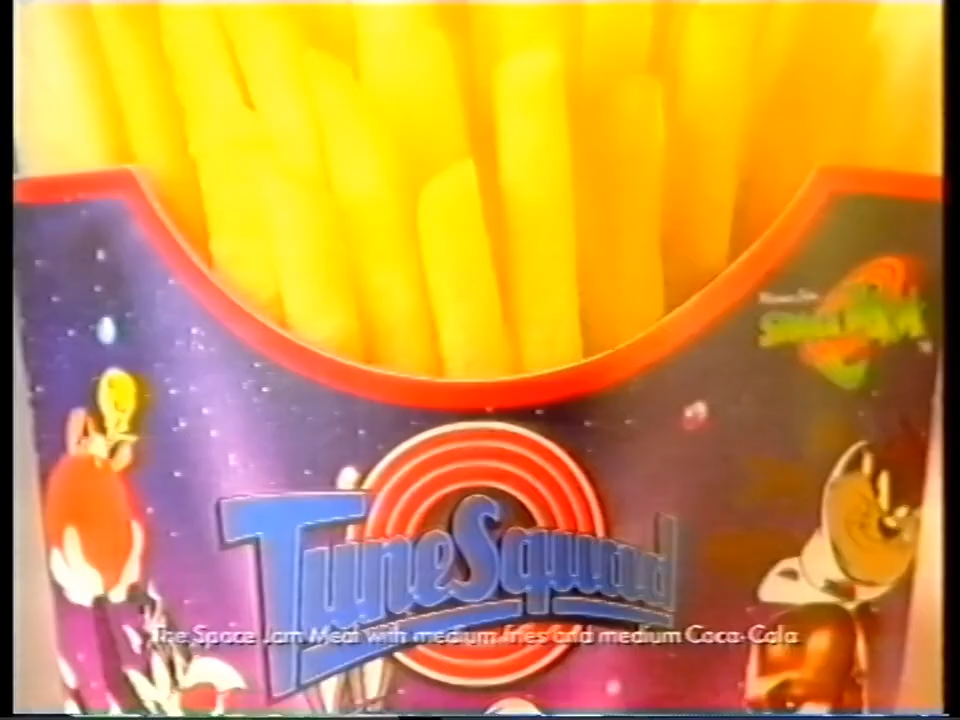 Space Jam
TuneSquad
The Space Jam Meal with medium fries and medium Coca-Cola